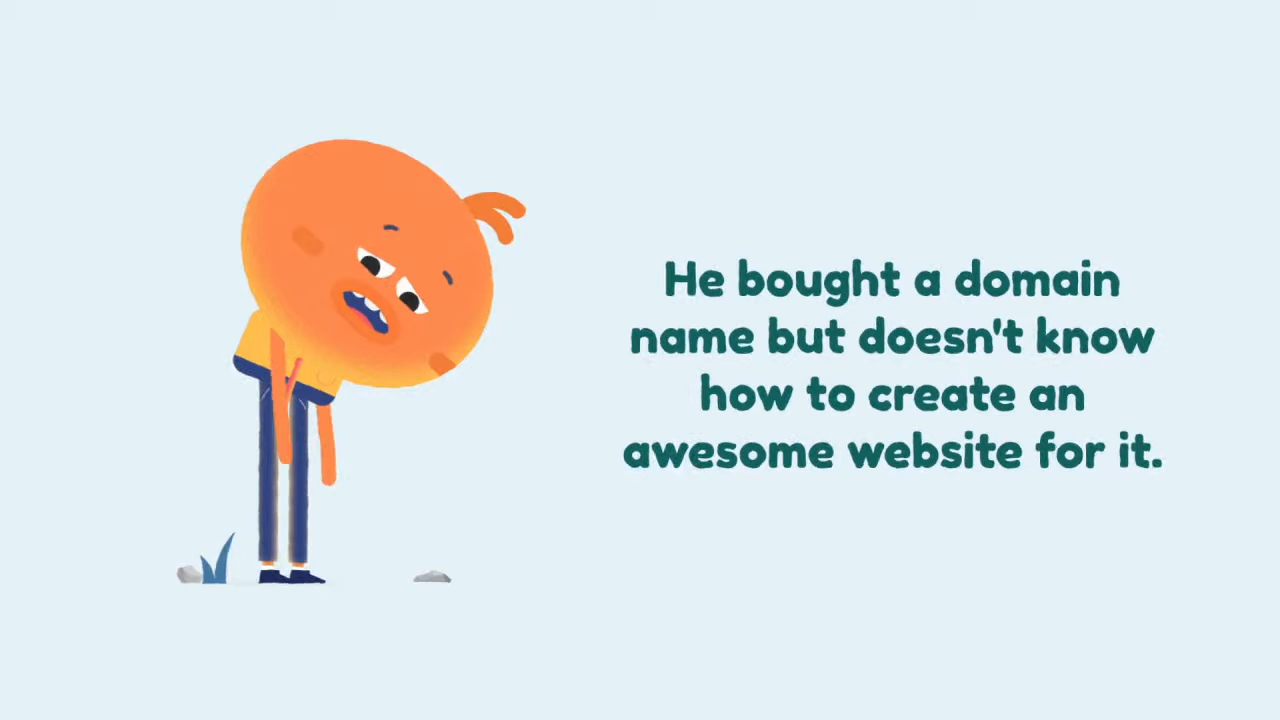 He bought a domain
name but doesn't know
how to create an
awesome website for it.